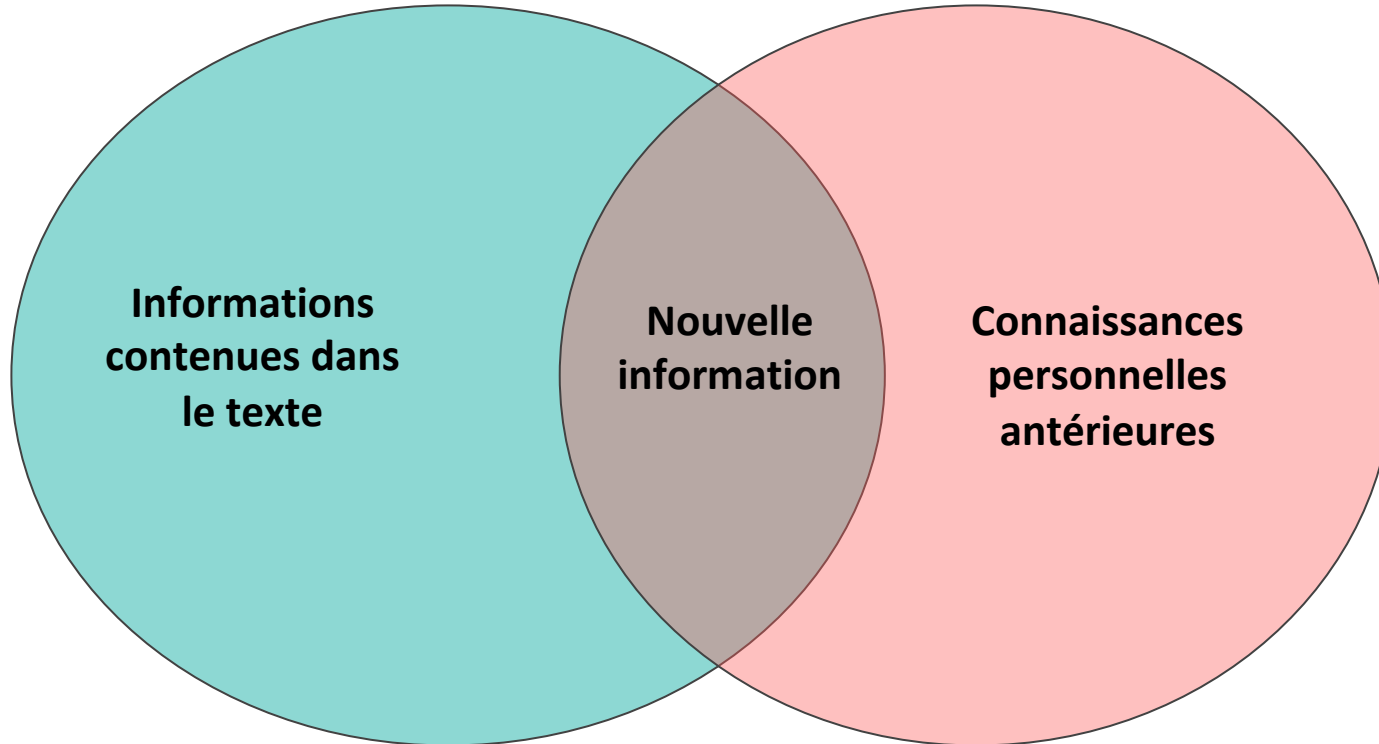 Informations
contenues dans
le texte
Nouvelle
information
Connaissances
personnelles
antérieures